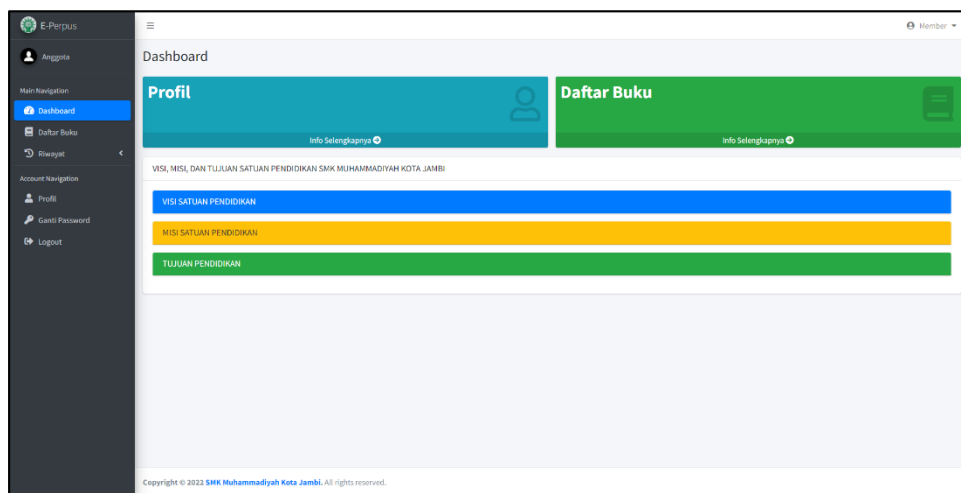 E-Perpus
Member
Anggota
Main Navigation
Dashboard
Daftar Buku
Riwayat
Account Navigation
Profil
Ganti Password
Logout
Dashboard
Profil
Info Selengkapnya
Daftar Buku
Info Selengkapnya
VISI, MISI, DAN TUJUAN SATUAN PENDIDIKAN SMK MUHAMMADIYAH KOTA JAMBI
VISI SATUAN PENDIDIKAN
MISI SATUAN PENDIDIKAN
TUJUAN PENDIDIKAN
Copyright © 2022 SMK Muhammadiyah Kota Jambi. All rights reserved.